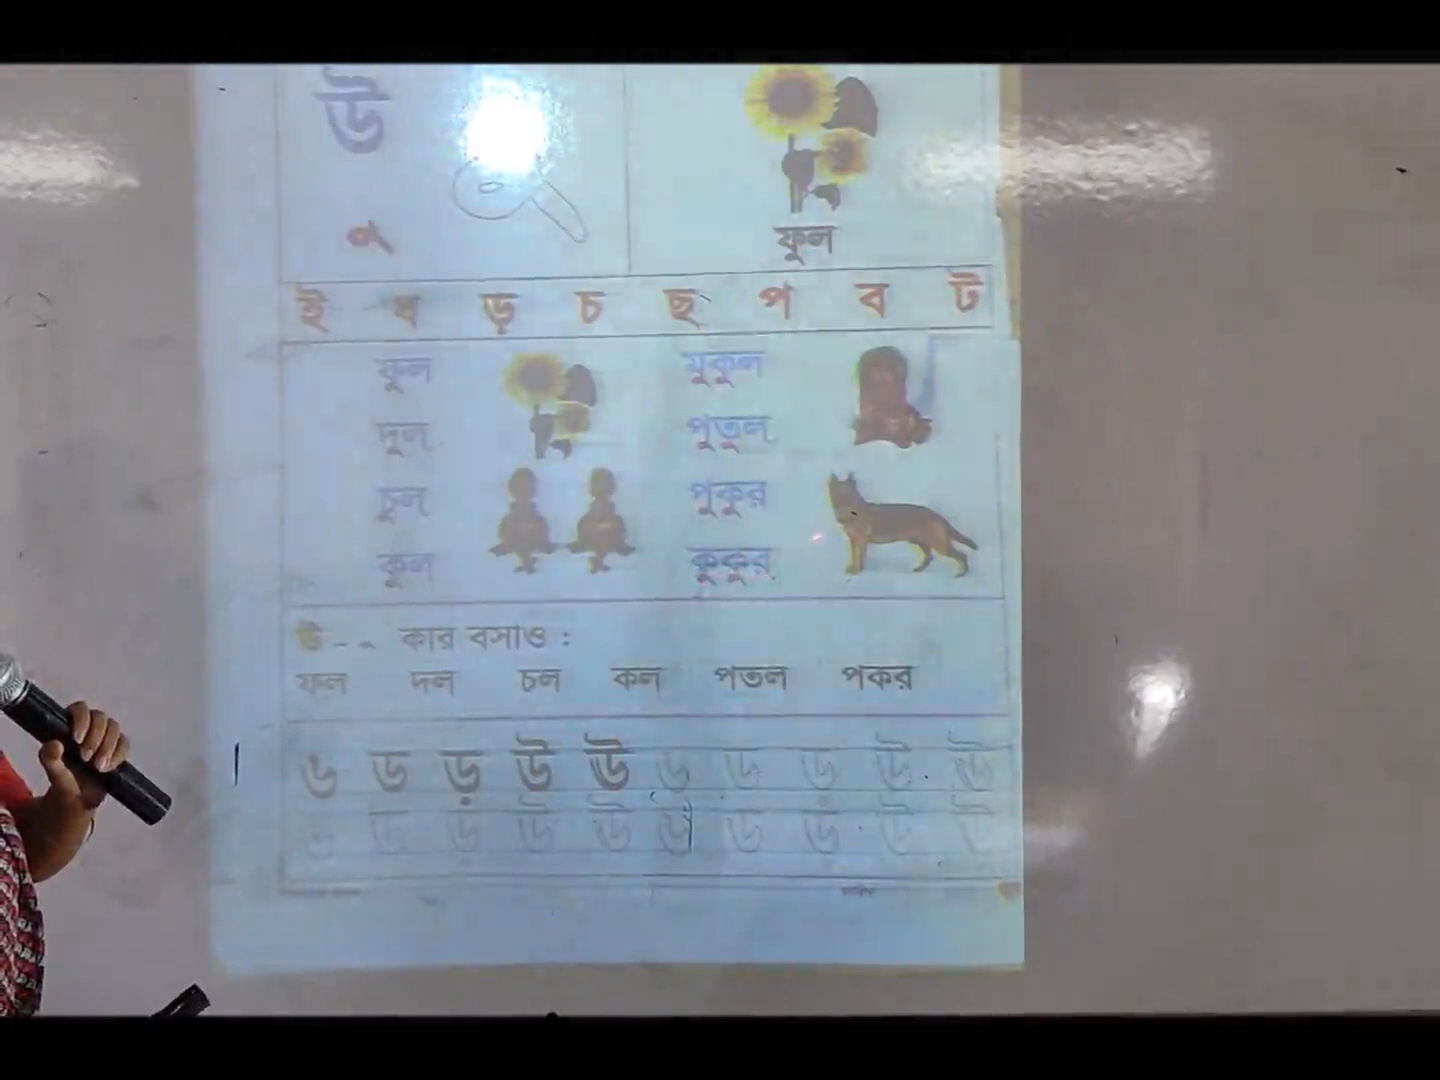 উ
ু
ফুল
ই ধ ড় চ ছ প ব ট
ফুল মুকুল
দুল পুতুল
চুল পুকুর
কুল কুকুর
উ - ু কার বসাও :
ফল দল চল কল পতল পকর
ড ড় উ ঊ ড ড ড় উ ঊ
ড ড় উ ঊ ড ড় উ